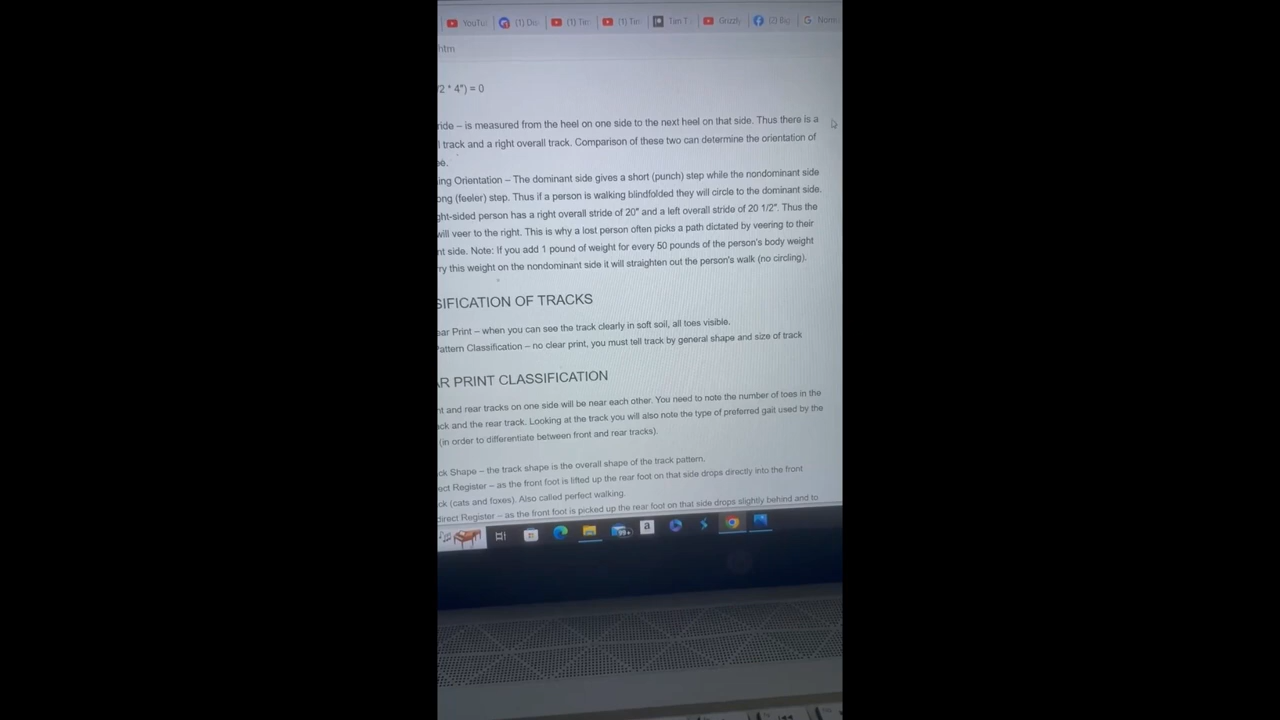 YouTu
(1) Dis
(1) Tim
(1) Tim
Tim T
Grizzly
(2) Big
htm
/2 * 4") = 0
ride – is measured from the heel on one side to the next heel on that side. Thus there is a
l track and a right overall track. Comparison of these two can determine the orientation of
ing Orientation – The dominant side gives a short (punch) step while the nondominant side
ong (feeler) step. Thus if a person is walking blindfolded they will circle to the dominant side.
ght-sided person has a right overall stride of 20" and a left overall stride of 20 1/2". Thus the
will veer to the right. This is why a lost person often picks a path dictated by veering to their
nt side. Note: If you add 1 pound of weight for every 50 pounds of the person's body weight
ry this weight on the nondominant side it will straighten out the person's walk (no circling).
SIFICATION OF TRACKS
ear Print – when you can see the track clearly in soft soil, all toes visible.
Pattern Classification – no clear print, you must tell track by general shape and size of track
AR PRINT CLASSIFICATION
nt and rear tracks on one side will be near each other. You need to note the number of toes in the
ack and the rear track. Looking at the track you will also note the type of preferred gait used by the
(in order to differentiate between front and rear tracks).
ck Shape – the track shape is the overall shape of the track pattern.
ect Register – as the front foot is lifted up the rear foot on that side drops directly into the front
ck (cats and foxes). Also called perfect walking.
direct Register – as the front foot is picked up the rear foot on that side drops slightly behind and to
99+
a